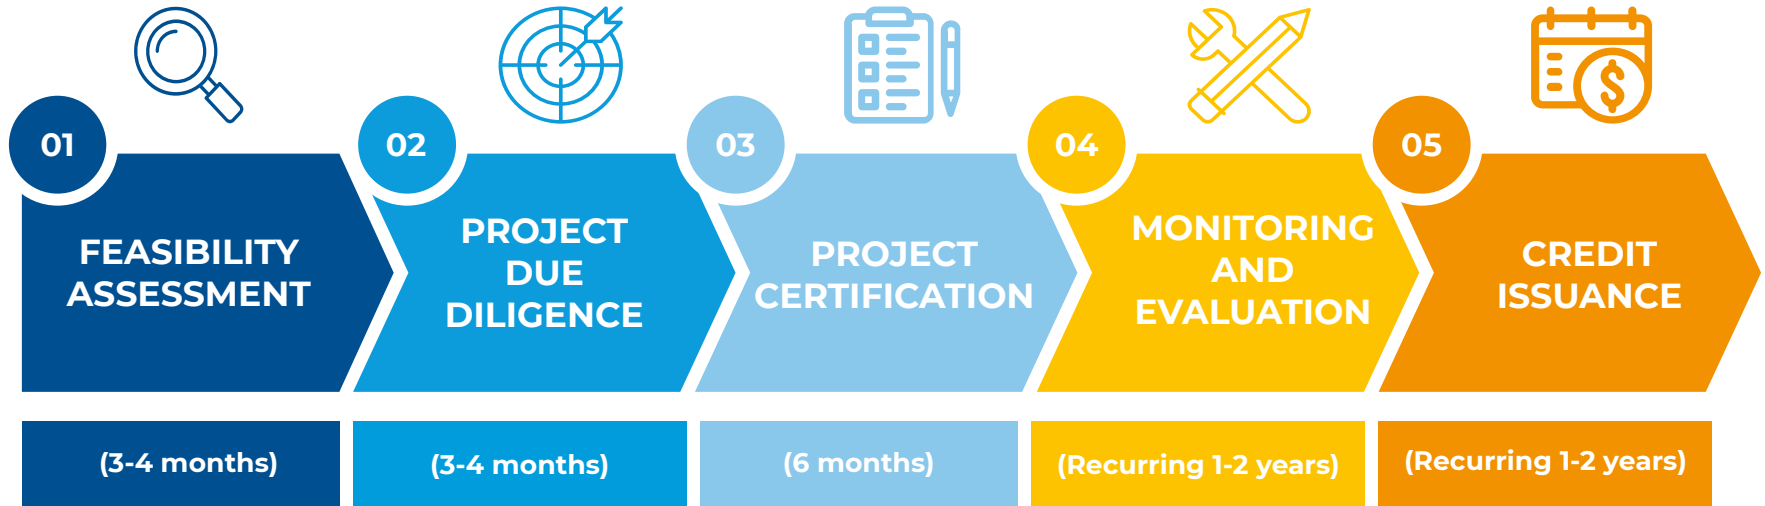 01
FEASIBILITY
ASSESSMENT
(3-4 months)
02
PROJECT
DUE
DILIGENCE
(3-4 months)
03
PROJECT
CERTIFICATION
(6 months)
04
MONITORING
AND
EVALUATION
(Recurring 1-2 years)
05
CREDIT
ISSUANCE
(Recurring 1-2 years)